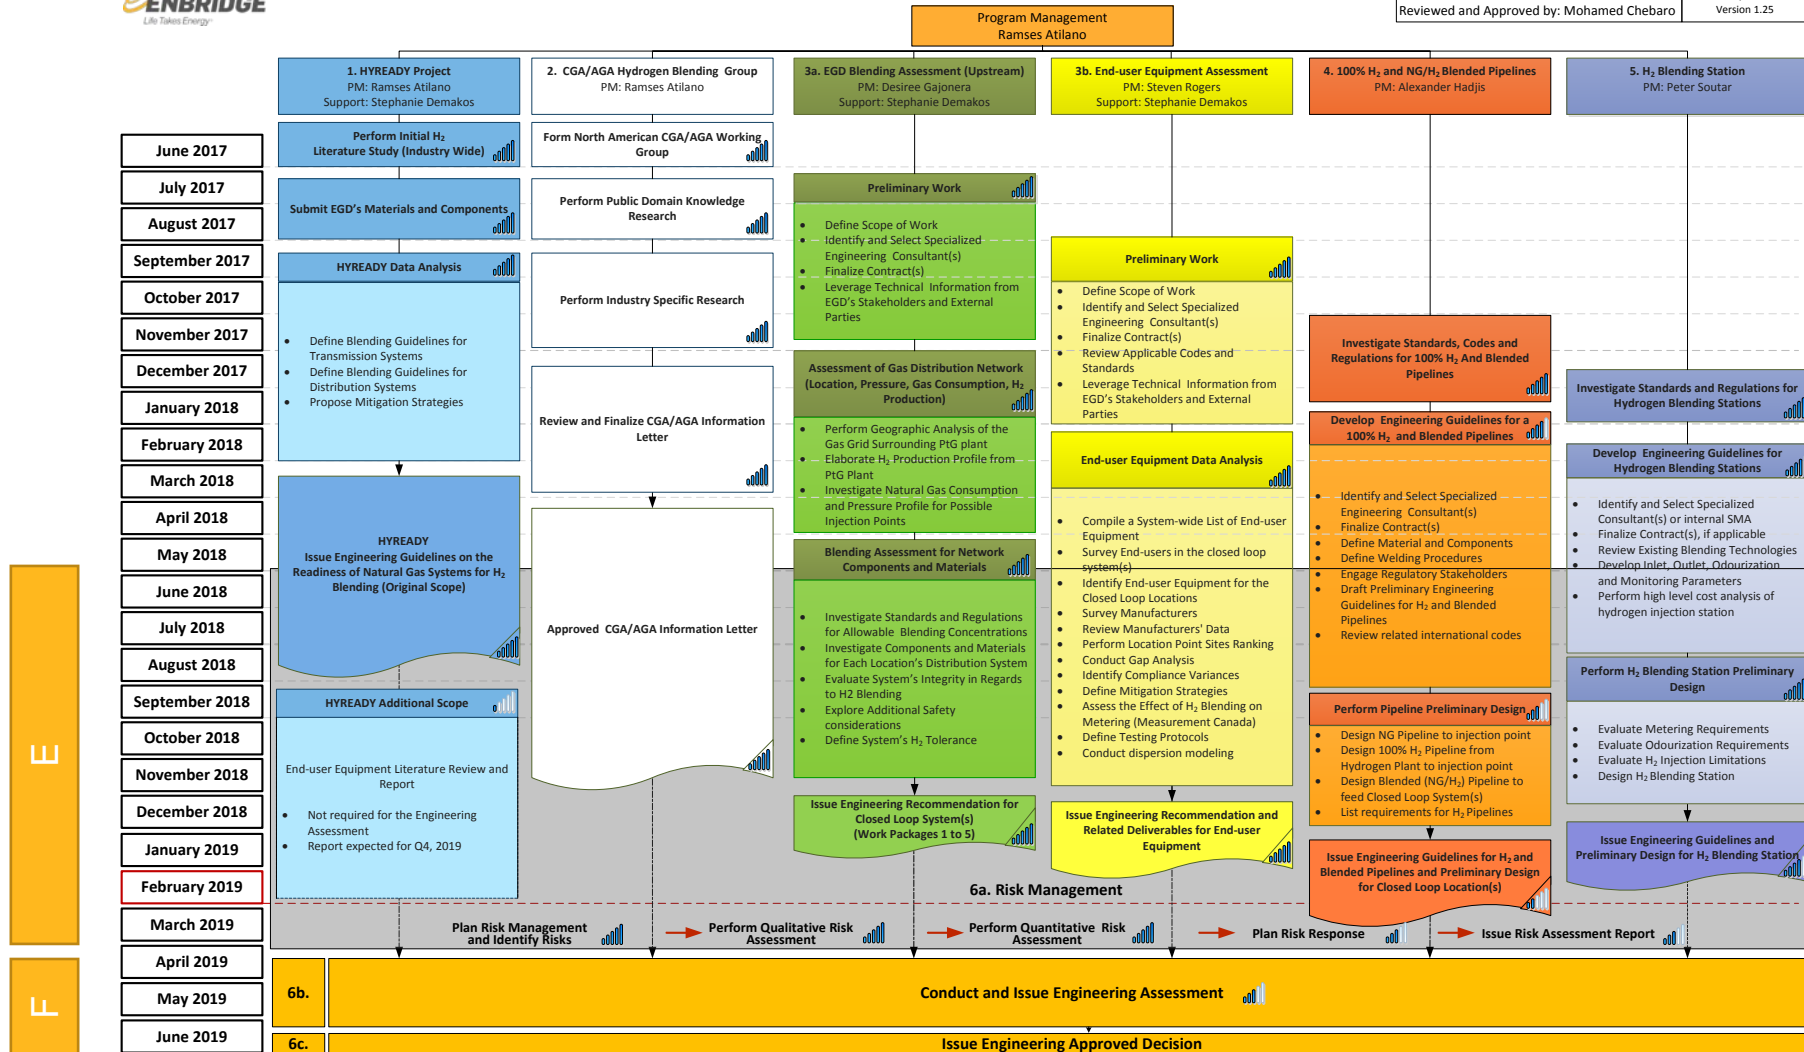 ENBRIDGE
Life Takes Energy
Reviewed and Approved by: Mohamed Chebaro
Version 1.25
Program Management
Ramses Atilano
1. HYREADY Project
PM: Ramses Atilano
Support: Stephanie Demakos
2. CGA/AGA Hydrogen Blending Group
PM: Ramses Atilano
3a. EGD Blending Assessment (Upstream)
PM: Desiree Gajonera
Support: Stephanie Demakos
3b. End-user Equipment Assessment
PM: Steven Rogers
Support: Stephanie Demakos
4. 100% H₂ and NG/H₂ Blended Pipelines
PM: Alexander Hadjis
5. H₂ Blending Station
PM: Peter Soutar
June 2017
July 2017
August 2017
September 2017
October 2017
November 2017
December 2017
January 2018
February 2018
March 2018
April 2018
May 2018
June 2018
July 2018
August 2018
September 2018
October 2018
November 2018
December 2018
January 2019
February 2019
March 2019
April 2019
May 2019
June 2019
E
F
Perform Initial H₂
Literature Study (Industry Wide)
Submit EGD's Materials and Components
HYREADY Data Analysis
• Define Blending Guidelines for
Transmission Systems
• Define Blending Guidelines for
Distribution Systems
• Propose Mitigation Strategies
HYREADY
Issue Engineering Guidelines on the
Readiness of Natural Gas Systems for H₂
Blending (Original Scope)
HYREADY Additional Scope
End-user Equipment Literature Review and
Report
• Not required for the Engineering
Assessment
• Report expected for Q4, 2019
Form North American CGA/AGA Working
Group
Perform Public Domain Knowledge
Research
Perform Industry Specific Research
Review and Finalize CGA/AGA Information
Letter
Approved CGA/AGA Information Letter
Preliminary Work
• Define Scope of Work
• Identify and Select Specialized
Engineering Consultant(s)
• Finalize Contract(s)
• Leverage Technical Information from
EGD's Stakeholders and External
Parties
Assessment of Gas Distribution Network
(Location, Pressure, Gas Consumption, H₂
Production)
• Perform Geographic Analysis of the
Gas Grid Surrounding PtG plant
• Elaborate H₂ Production Profile from
PtG Plant
• Investigate Natural Gas Consumption
and Pressure Profile for Possible
Injection Points
Blending Assessment for Network
Components and Materials
• Investigate Standards and Regulations
for Allowable Blending Concentrations
• Investigate Components and Materials
for Each Location's Distribution System
• Evaluate System's Integrity in Regards
to H2 Blending
• Explore Additional Safety
considerations
• Define System's H₂ Tolerance
Issue Engineering Recommendation for
Closed Loop System(s)
(Work Packages 1 to 5)
Preliminary Work
• Define Scope of Work
• Identify and Select Specialized
Engineering Consultant(s)
• Finalize Contract(s)
• Review Applicable Codes and
Standards
• Leverage Technical Information from
EGD's Stakeholders and External
Parties
End-user Equipment Data Analysis
• Compile a System-wide List of End-user
Equipment
• Survey End-users in the closed loop
system(s)
• Identify End-user Equipment for the
Closed Loop Locations
• Survey Manufacturers
• Review Manufacturers' Data
• Perform Location Point Sites Ranking
• Conduct Gap Analysis
• Identify Compliance Variances
• Define Mitigation Strategies
• Assess the Effect of H₂ Blending on
Metering (Measurement Canada)
• Define Testing Protocols
• Conduct dispersion modeling
Issue Engineering Recommendation and
Related Deliverables for End-user
Equipment
Investigate Standards, Codes and
Regulations for 100% H₂ And Blended
Pipelines
Develop Engineering Guidelines for a
100% H₂ and Blended Pipelines
• Identify and Select Specialized
Engineering Consultant(s)
• Finalize Contract(s)
• Define Material and Components
• Define Welding Procedures
• Engage Regulatory Stakeholders
• Draft Preliminary Engineering
Guidelines for H₂ and Blended
Pipelines
• Review related international codes
Perform Pipeline Preliminary Design
• Design NG Pipeline to injection point
• Design 100% H₂ Pipeline from
Hydrogen Plant to injection point
• Design Blended (NG/H₂) Pipeline to
feed Closed Loop System(s)
• List requirements for H₂ Pipelines
Issue Engineering Guidelines for H₂ and
Blended Pipelines and Preliminary Design
for Closed Loop Location(s)
Investigate Standards and Regulations for
Hydrogen Blending Stations
Develop Engineering Guidelines for
Hydrogen Blending Stations
• Identify and Select Specialized
Consultant(s) or internal SMA
• Finalize Contract(s), if applicable
• Review Existing Blending Technologies
• Develop Inlet, Outlet, Odourization
and Monitoring Parameters
• Perform high level cost analysis of
hydrogen injection station
Perform H₂ Blending Station Preliminary
Design
• Evaluate Metering Requirements
• Evaluate Odourization Requirements
• Evaluate H₂ Injection Limitations
• Design H₂ Blending Station
Issue Engineering Guidelines and
Preliminary Design for H₂ Blending Station
6a. Risk Management
Plan Risk Management
and Identify Risks
Perform Qualitative Risk
Assessment
Perform Quantitative Risk
Assessment
Plan Risk Response
Issue Risk Assessment Report
6b.
Conduct and Issue Engineering Assessment
6c.
Issue Engineering Approved Decision